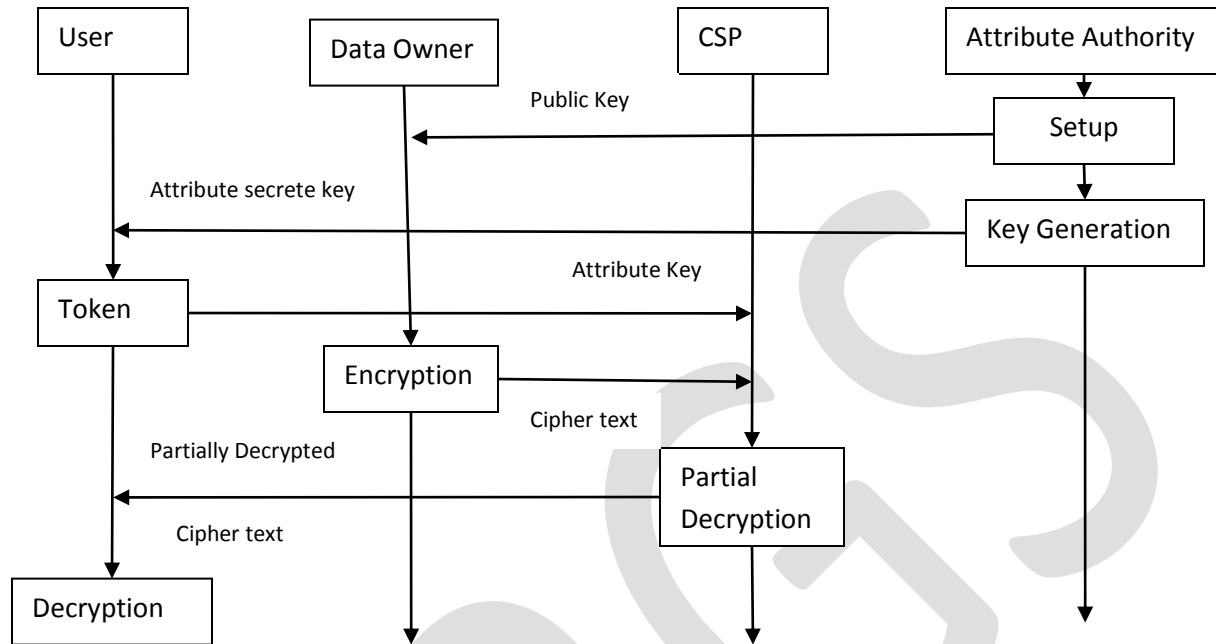 User
Data Owner
CSP
Attribute Authority
Public Key
Setup
Attribute secrete key
Key Generation
Attribute Key
Token
Encryption
Cipher text
Partially Decrypted
Partial
Decryption
Cipher text
Decryption